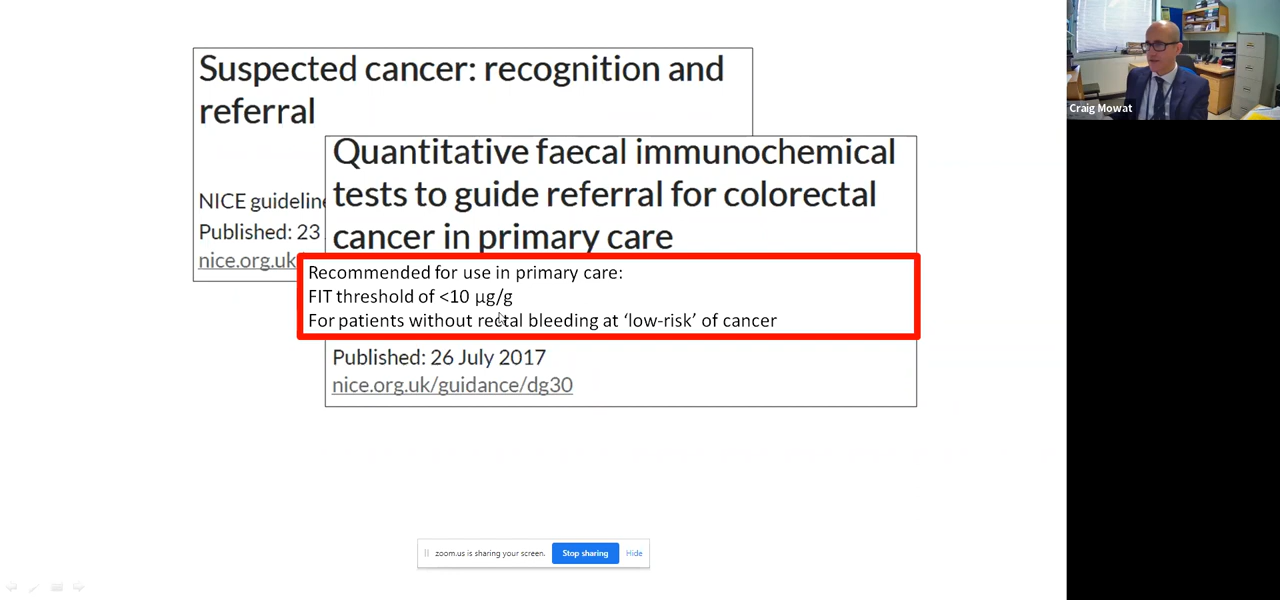 Suspected cancer: recognition and
referral
NICE guideline
Published: 23
nice.org.uk
Quantitative faecal immunochemical
tests to guide referral for colorectal
cancer in primary care
Recommended for use in primary care:
FIT threshold of <10 µg/g
For patients without rectal bleeding at ‘low-risk’ of cancer
Published: 26 July 2017
nice.org.uk/guidance/dg30
zoom.us is sharing your screen.
Stop sharing
Hide
Craig Mowat